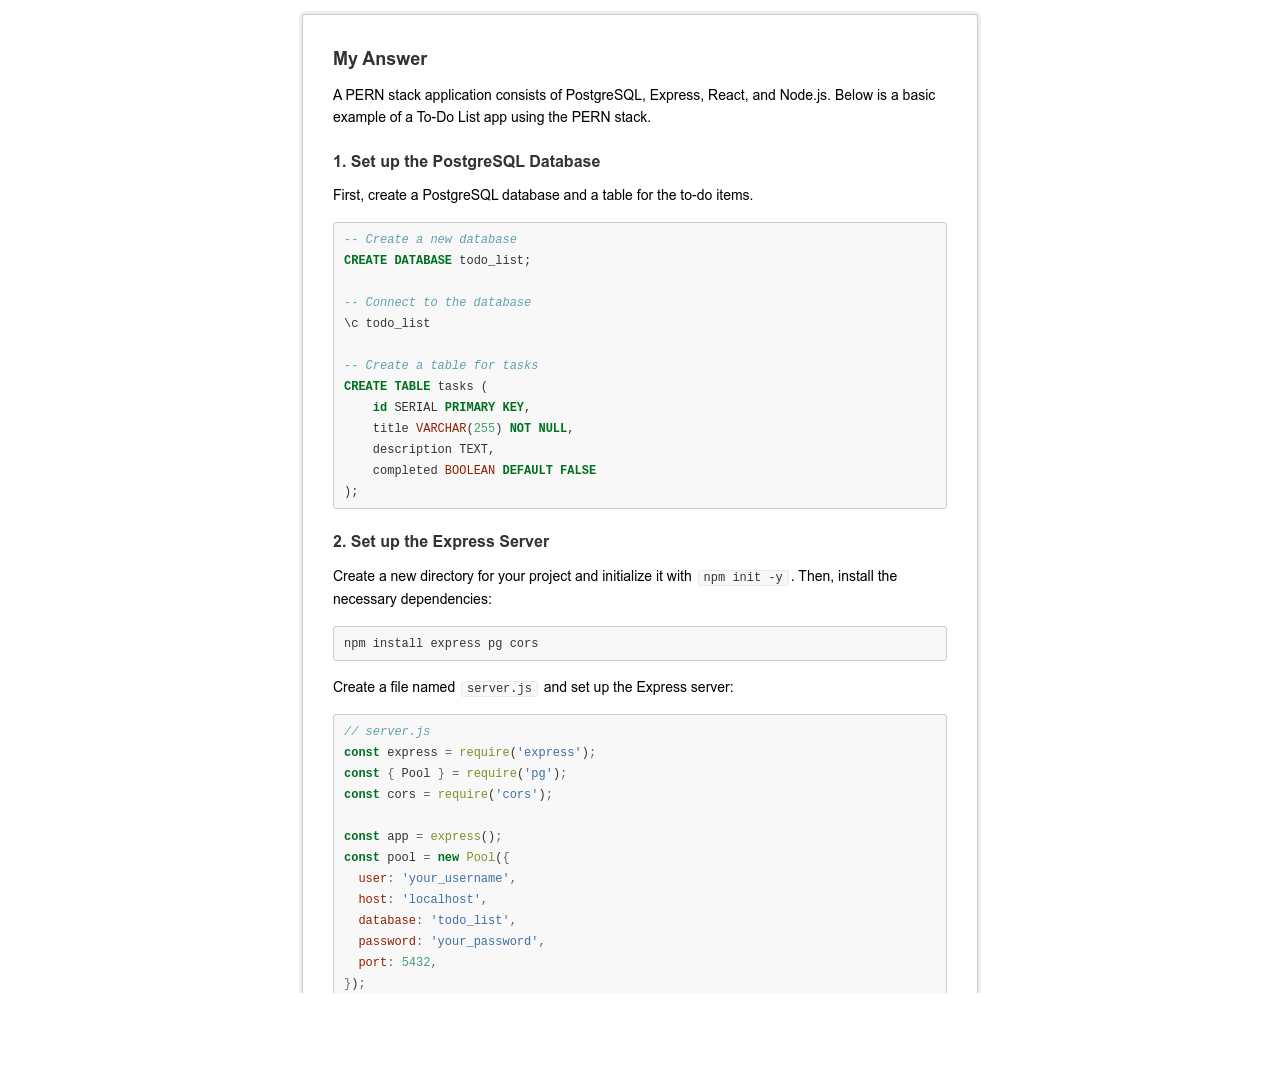 My Answer
A PERN stack application consists of PostgreSQL, Express, React, and Node.js. Below is a basic
example of a To-Do List app using the PERN stack.
1. Set up the PostgreSQL Database
First, create a PostgreSQL database and a table for the to-do items.
-- Create a new database
CREATE DATABASE todo_list;
-- Connect to the database
\c todo_list
-- Create a table for tasks
CREATE TABLE tasks (
    id SERIAL PRIMARY KEY,
    title VARCHAR(255) NOT NULL,
    description TEXT,
    completed BOOLEAN DEFAULT FALSE
);
2. Set up the Express Server
Create a new directory for your project and initialize it with npm init -y. Then, install the
necessary dependencies:
npm install express pg cors
Create a file named server.js and set up the Express server:
// server.js
const express = require('express');
const { Pool } = require('pg');
const cors = require('cors');
const app = express();
const pool = new Pool({
  user: 'your_username',
  host: 'localhost',
  database: 'todo_list',
  password: 'your_password',
  port: 5432,
});